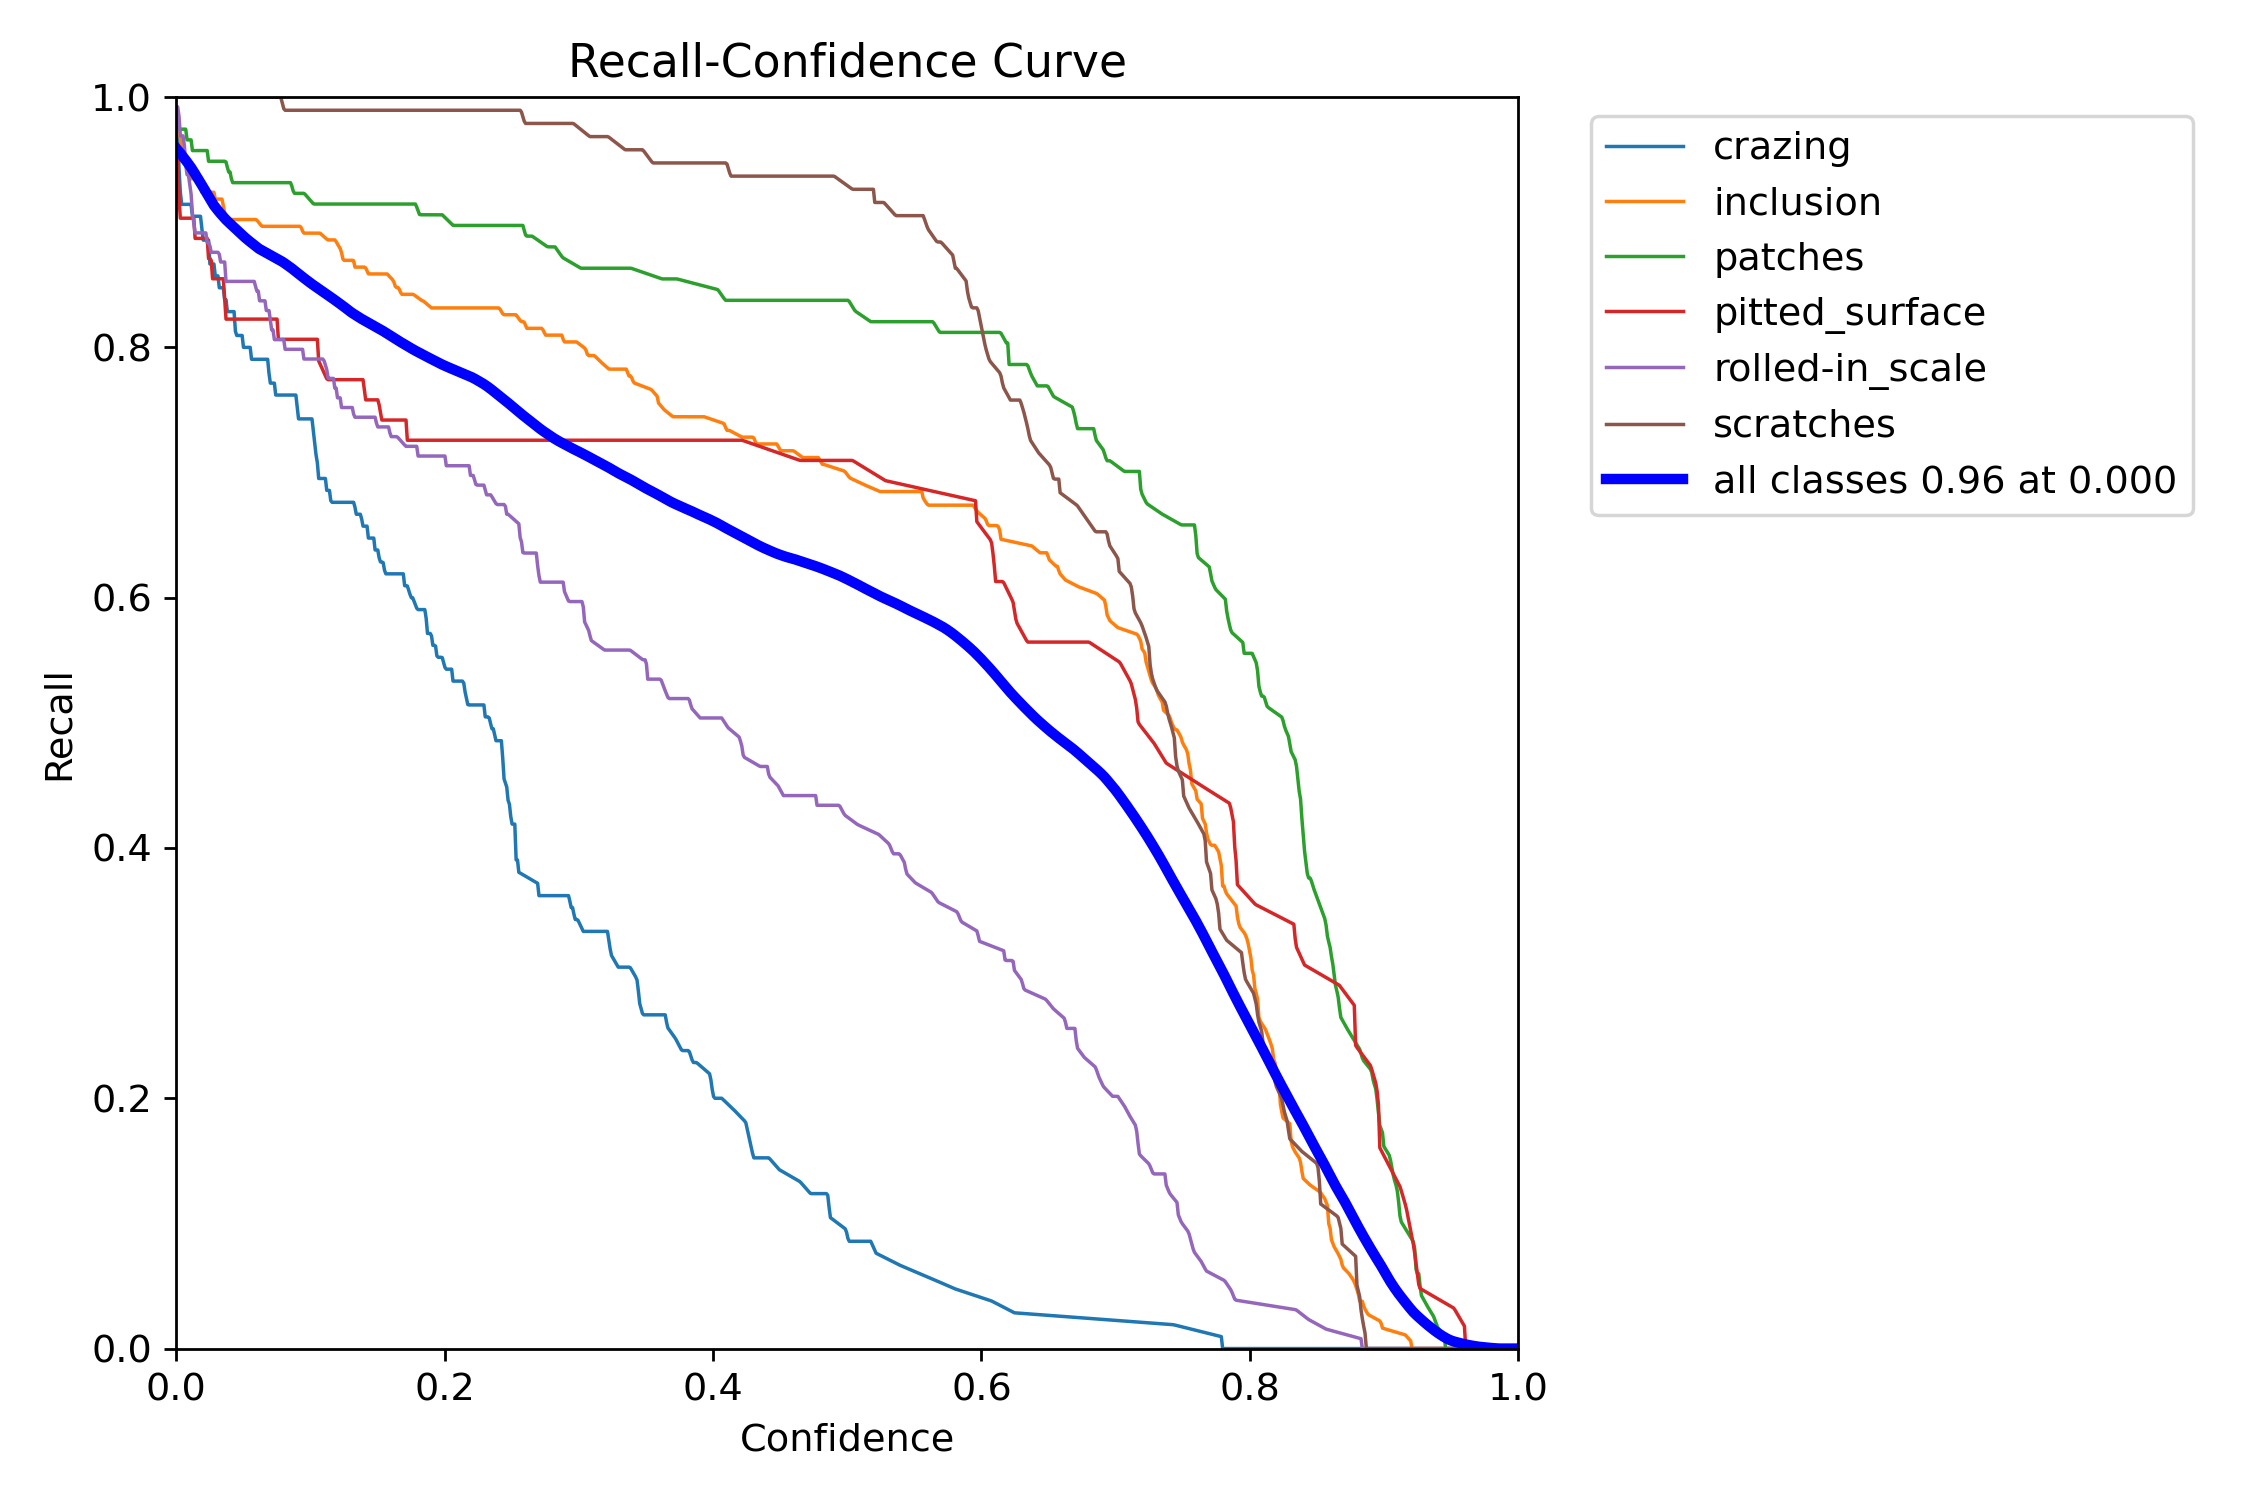 Recall-Confidence Curve
1.0
0.8
0.6
0.4
0.2
0.0
Recall
0.0 0.2 0.4 0.6 0.8 1.0
Confidence
crazing
inclusion
patches
pitted_surface
rolled-in_scale
scratches
all classes 0.96 at 0.000